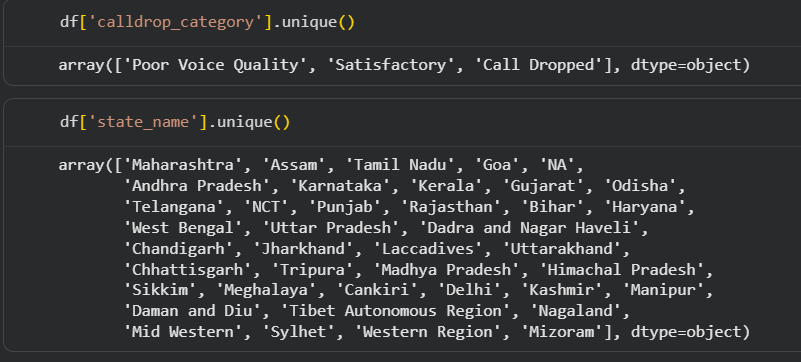 df['calldrop_category'].unique()
array(['Poor Voice Quality', 'Satisfactory', 'Call Dropped'], dtype=object)
df['state_name'].unique()
array(['Maharashtra', 'Assam', 'Tamil Nadu', 'Goa', 'NA',
'Andhra Pradesh', 'Karnataka', 'Kerala', 'Gujarat', 'Odisha',
'Telangana', 'NCT', 'Punjab', 'Rajasthan', 'Bihar', 'Haryana',
'West Bengal', 'Uttar Pradesh', 'Dadra and Nagar Haveli',
'Chandigarh', 'Jharkhand', 'Laccadives', 'Uttarakhand',
'Chhattisgarh', 'Tripura', 'Madhya Pradesh', 'Himachal Pradesh',
'Sikkim', 'Meghalaya', 'Cankiri', 'Delhi', 'Kashmir', 'Manipur',
'Daman and Diu', 'Tibet Autonomous Region', 'Nagaland',
'Mid Western', 'Sylhet', 'Western Region', 'Mizoram'], dtype=object)